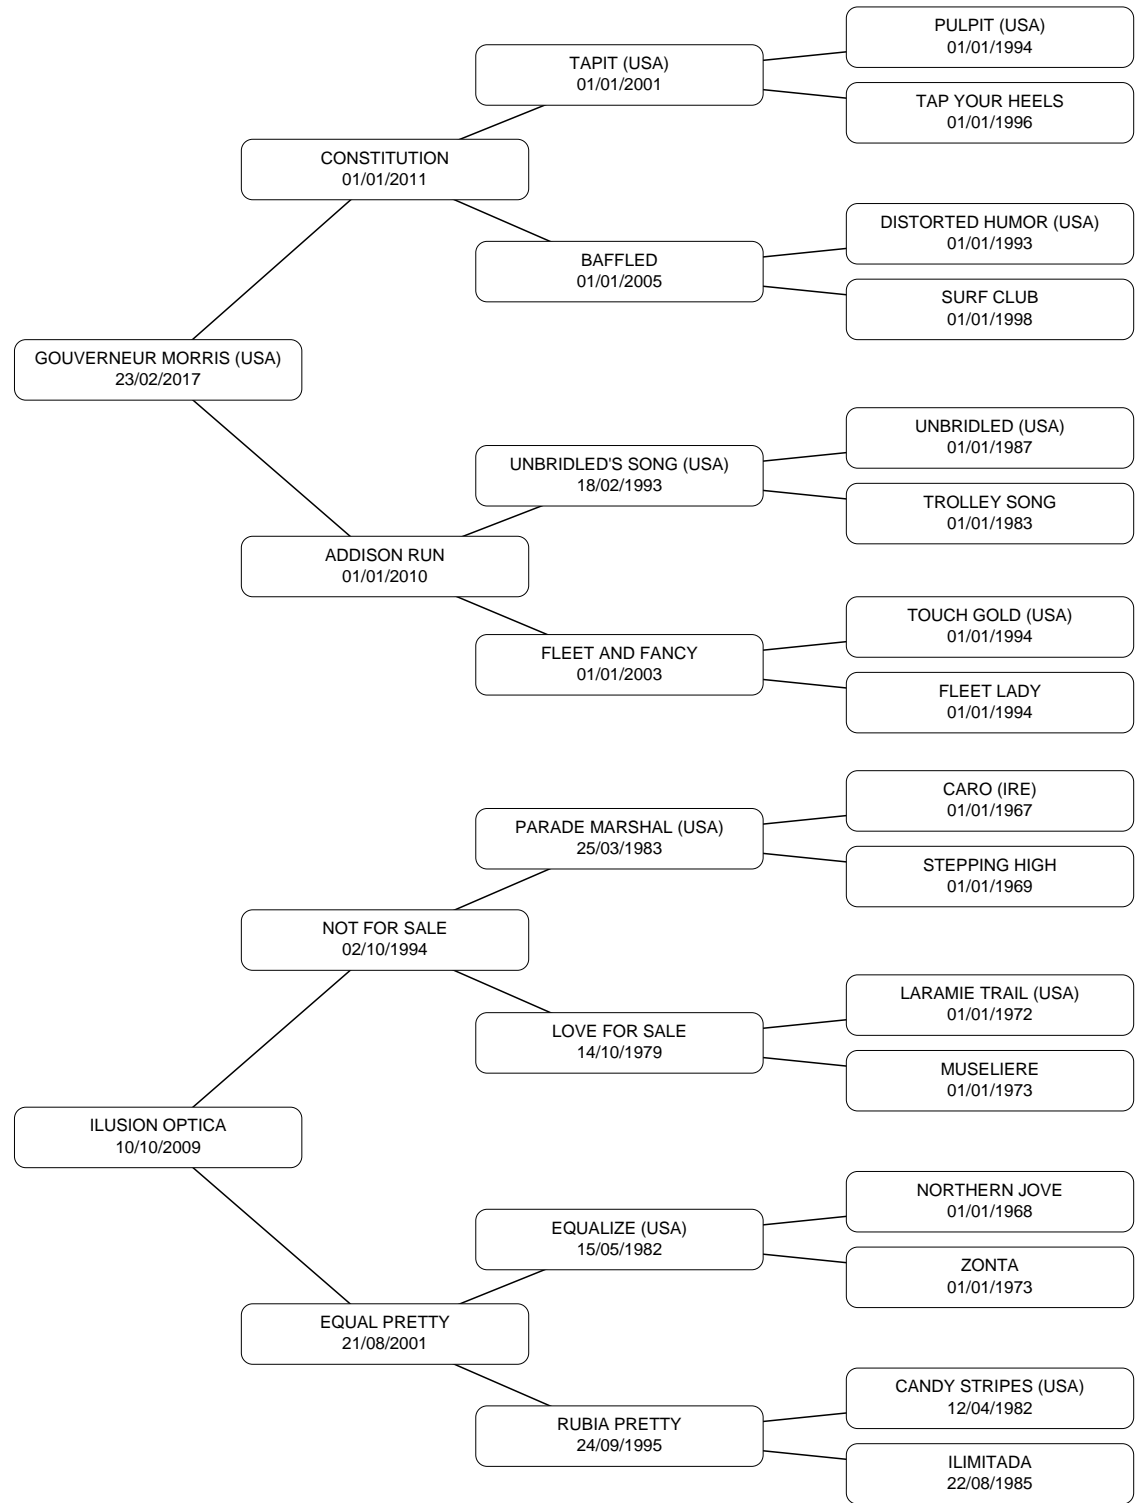 PULPIT (USA)
01/01/1994
TAPIT (USA)
01/01/2001
TAP YOUR HEELS
01/01/1996
CONSTITUTION
01/01/2011
DISTORTED HUMOR (USA)
01/01/1993
BAFFLED
01/01/2005
SURF CLUB
01/01/1998
GOUVERNEUR MORRIS (USA)
23/02/2017
UNBRIDLED (USA)
01/01/1987
UNBRIDLED'S SONG (USA)
18/02/1993
TROLLEY SONG
01/01/1983
ADDISON RUN
01/01/2010
TOUCH GOLD (USA)
01/01/1994
FLEET AND FANCY
01/01/2003
FLEET LADY
01/01/1994
CARO (IRE)
01/01/1967
PARADE MARSHAL (USA)
25/03/1983
STEPPING HIGH
01/01/1969
NOT FOR SALE
02/10/1994
LARAMIE TRAIL (USA)
01/01/1972
LOVE FOR SALE
14/10/1979
MUSELIERE
01/01/1973
ILUSION OPTICA
10/10/2009
NORTHERN JOVE
01/01/1968
EQUALIZE (USA)
15/05/1982
ZONTA
01/01/1973
EQUAL PRETTY
21/08/2001
CANDY STRIPES (USA)
12/04/1982
RUBIA PRETTY
24/09/1995
ILIMITADA
22/08/1985